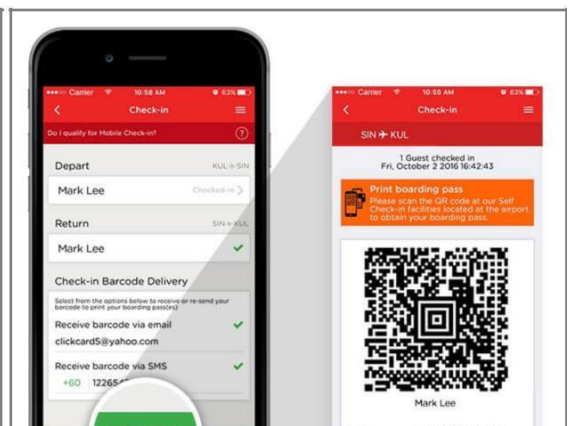 Carrier 10:58 AM 63%
Check-in
Do I qualify for Mobile Check-in? ?
Depart KUL SIN
Mark Lee Checked-in
Return SIN KUL
Mark Lee
Check-in Barcode Delivery
Select from the options below to receive or re-send your
barcode to print your boarding pass(es)
Receive barcode via email
clickcard5@yahoo.com
Receive barcode via SMS
+60 12265
Carrier 10:58 AM 63%
Check-in
SIN KUL
1 Guest checked in
Fri, October 2 2016 16:42:43
Print boarding pass
Please scan the QR code at our Self
Check-in facilities located at the airport
to obtain your boarding pass.
Mark Lee